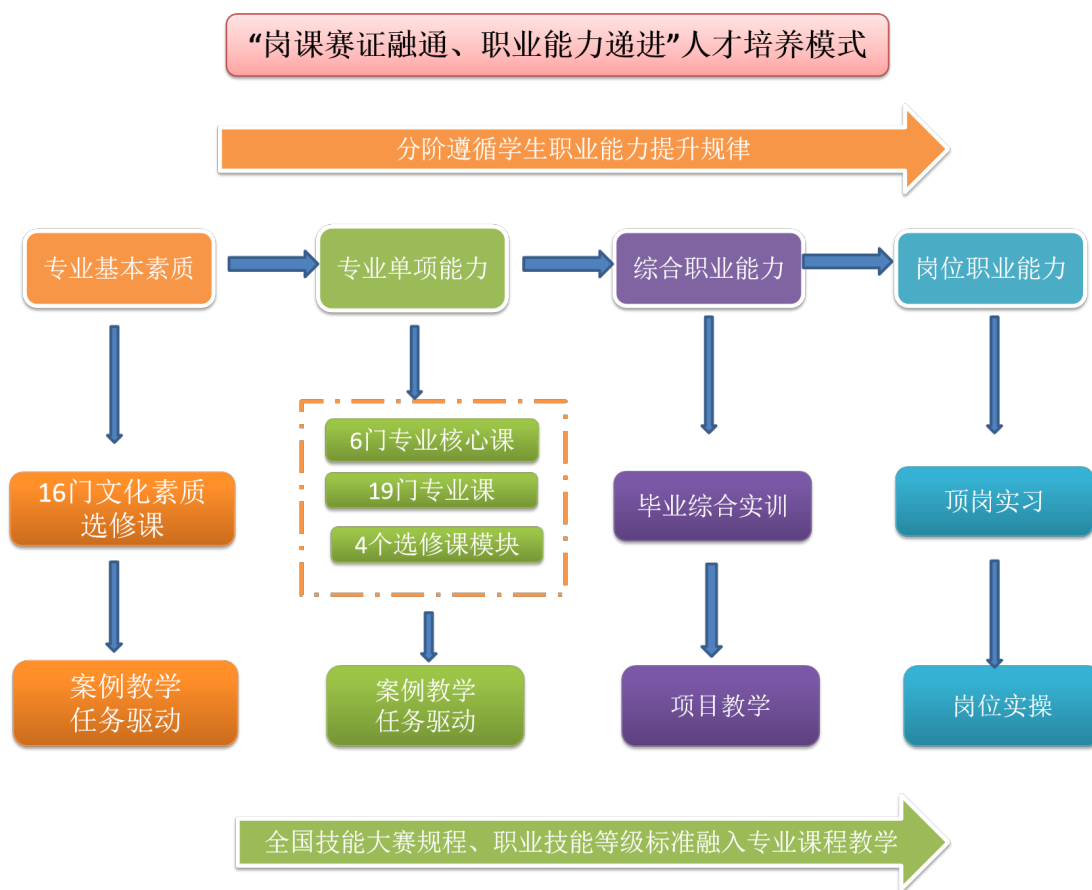 “岗课赛证融通、职业能力递进”人才培养模式
分阶遵循学生职业能力提升规律
专业基本素质
专业单项能力
综合职业能力
岗位职业能力
6门专业核心课
19门专业课
4个选修课模块
16门文化素质
选修课
毕业综合实训
顶岗实习
案例教学
任务驱动
案例教学
任务驱动
项目教学
岗位实操
全国技能大赛规程、职业技能等级标准融入专业课程教学